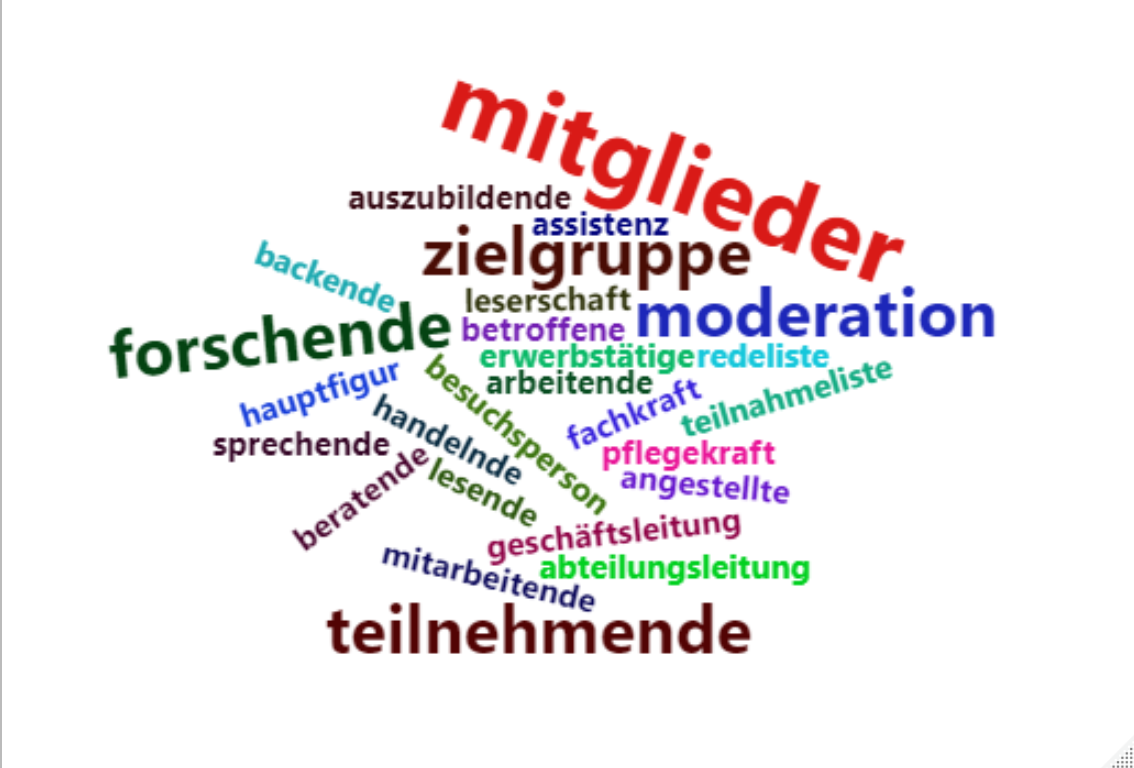 mitglieder
auszubildende
assistenz
zielgruppe
backende
leserschaft
moderation
forschende
betroffene
erwerbstätige
redeliste
besuchsperson
arbeitende
teilnahmeliste
hauptfigur
fachkraft
handelnde
sprechende
pflegekraft
beratende
lesende
angestellte
geschäftsleitung
mitarbeitende
abteilungsleitung
teilnehmende